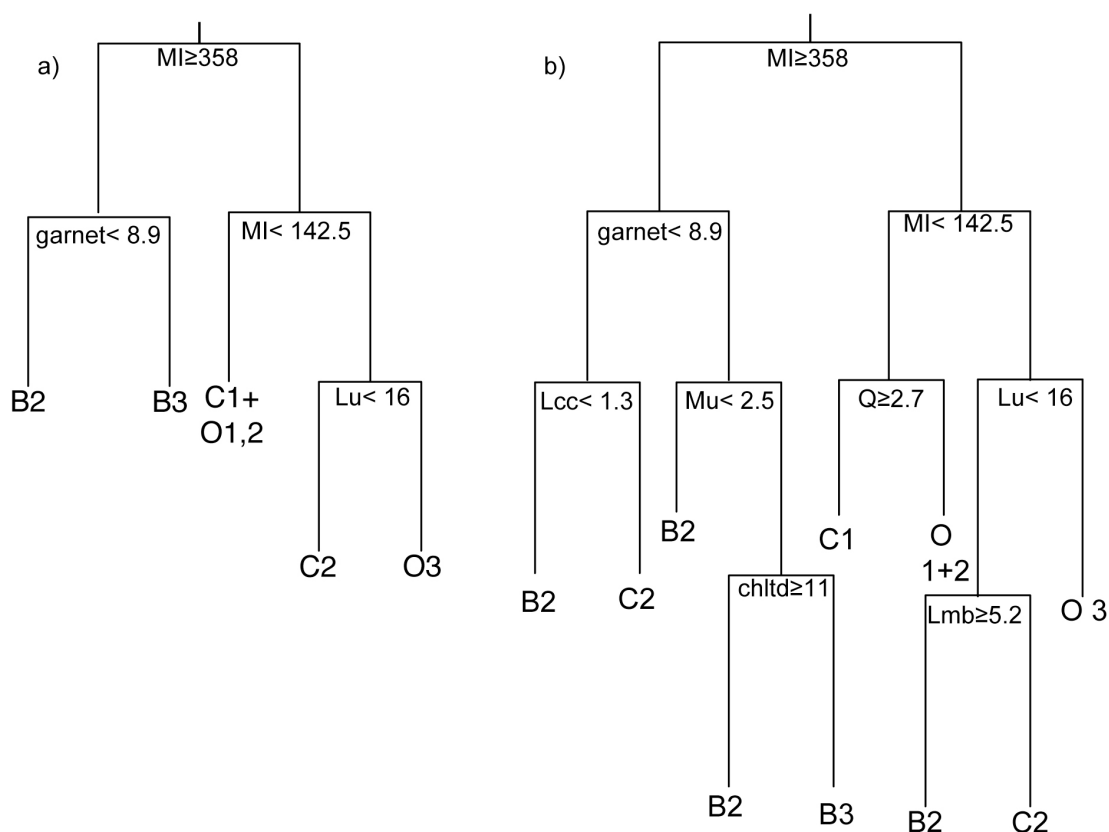 a)
MI≥358
garnet< 8.9
MI< 142.5
B2
B3
C1+
O1,2
Lu< 16
C2
O3
b)
MI≥358
garnet< 8.9
MI< 142.5
Lcc< 1.3
Mu< 2.5
Q≥2.7
Lu< 16
B2
C2
B2
chltd≥11
C1
O
1+2
Lmb≥5.2
O 3
B2
B3
B2
C2